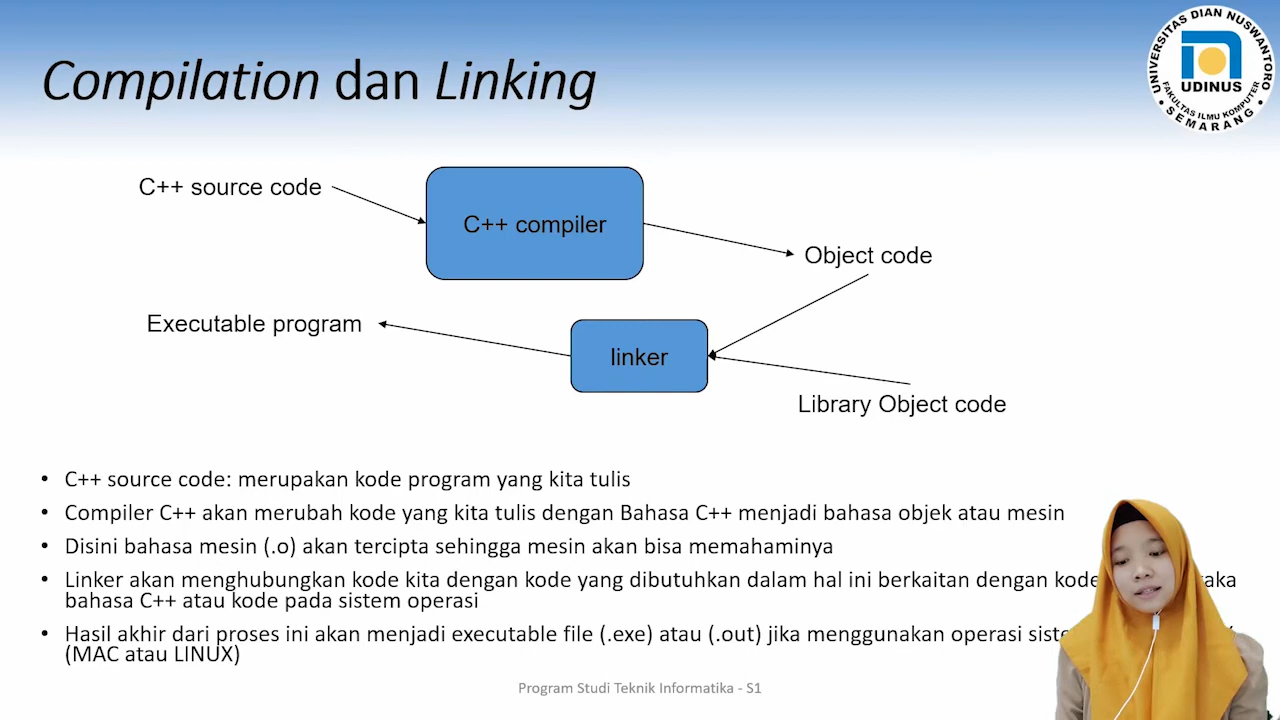 Compilation dan Linking
UNIVERSITAS DIAN NUSWANTORO
UDINUS
FAKULTAS ILMU KOMPUTER
• SEMARANG •
C++ source code
C++ compiler
Object code
Executable program
linker
Library Object code
• C++ source code: merupakan kode program yang kita tulis
• Compiler C++ akan merubah kode yang kita tulis dengan Bahasa C++ menjadi bahasa objek atau mesin
• Disini bahasa mesin (.o) akan tercipta sehingga mesin akan bisa memahaminya
• Linker akan menghubungkan kode kita dengan kode yang dibutuhkan dalam hal ini berkaitan dengan kode
bahasa C++ atau kode pada sistem operasi
• Hasil akhir dari proses ini akan menjadi executable file (.exe) atau (.out) jika menggunakan operasi
(MAC atau LINUX)
Program Studi Teknik Informatika - S1